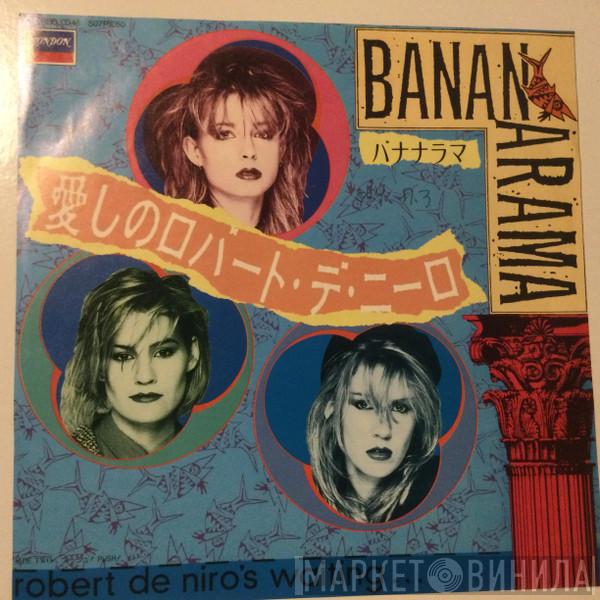 LONDON
BANAN
ARAMA
バナナラマ
愛しのロバート・デ・ニーロ
robert de niro's waiting
МАРКЕТ ВИНИЛА